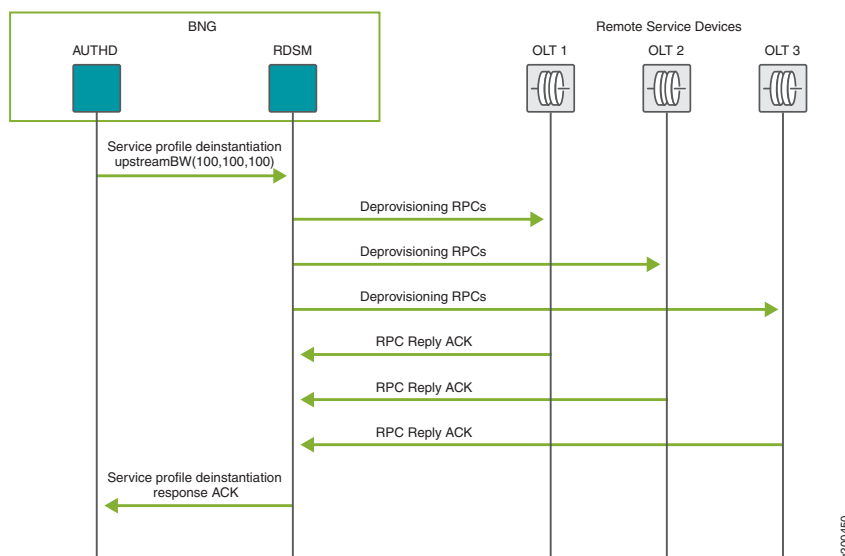 BNG
Remote Service Devices
AUTHD
RDSM
OLT 1
OLT 2
OLT 3
Service profile deinstantiation
upstreamBW(100,100,100)
Deprovisioning RPCs
Deprovisioning RPCs
Deprovisioning RPCs
RPC Reply ACK
RPC Reply ACK
RPC Reply ACK
Service profile deinstantiation
response ACK